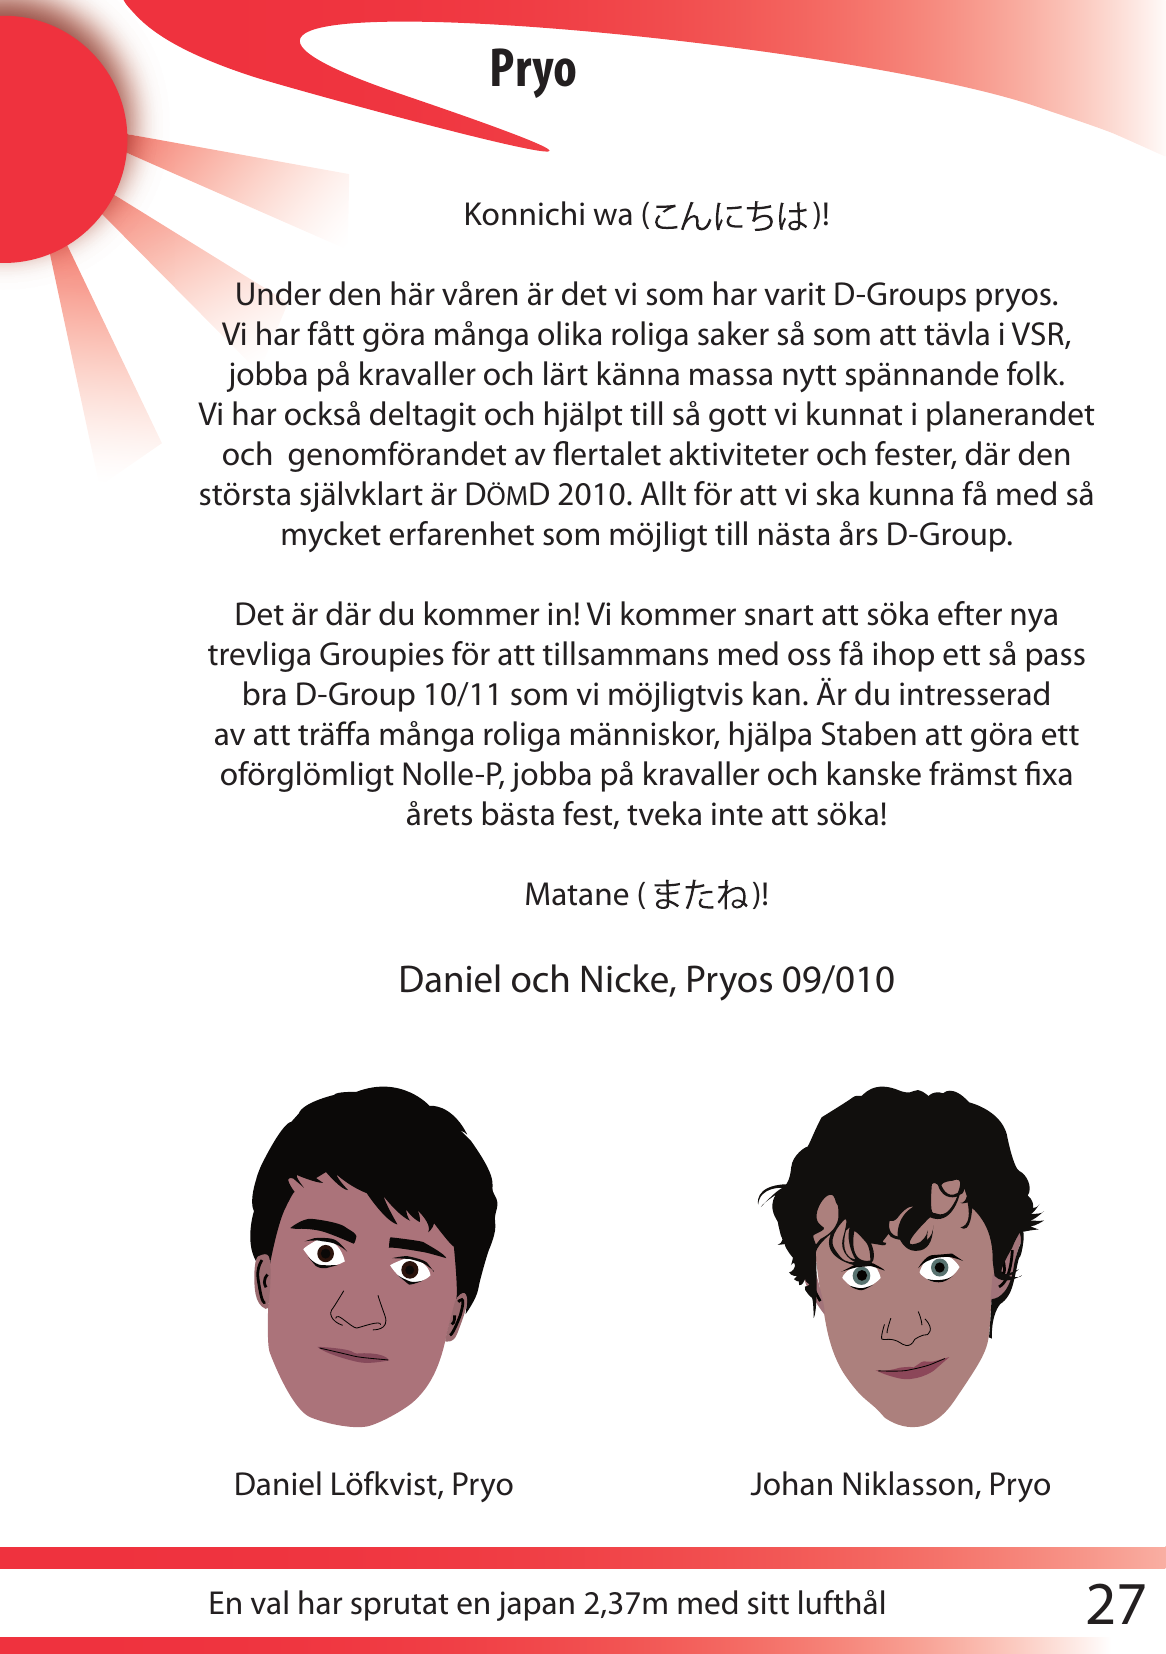 Pryo
Konnichi wa (こんにちは)!
Under den här våren är det vi som har varit D-Groups pryos.
Vi har fått göra många olika roliga saker så som att tävla i VSR,
jobba på kravaller och lärt känna massa nytt spännande folk.
Vi har också deltagit och hjälpt till så gott vi kunnat i planerandet
och  genomförandet av flertalet aktiviteter och fester, där den
största självklart är DÖMD 2010. Allt för att vi ska kunna få med så
mycket erfarenhet som möjligt till nästa års D-Group.
Det är där du kommer in! Vi kommer snart att söka efter nya
trevliga Groupies för att tillsammans med oss få ihop ett så pass
bra D-Group 10/11 som vi möjligtvis kan. Är du intresserad
av att träffa många roliga människor, hjälpa Staben att göra ett
oförglömligt Nolle-P, jobba på kravaller och kanske främst fixa
årets bästa fest, tveka inte att söka!
Matane ( またね)!
Daniel och Nicke, Pryos 09/010
Daniel Löfkvist, Pryo
Johan Niklasson, Pryo
En val har sprutat en japan 2,37m med sitt lufthål
27